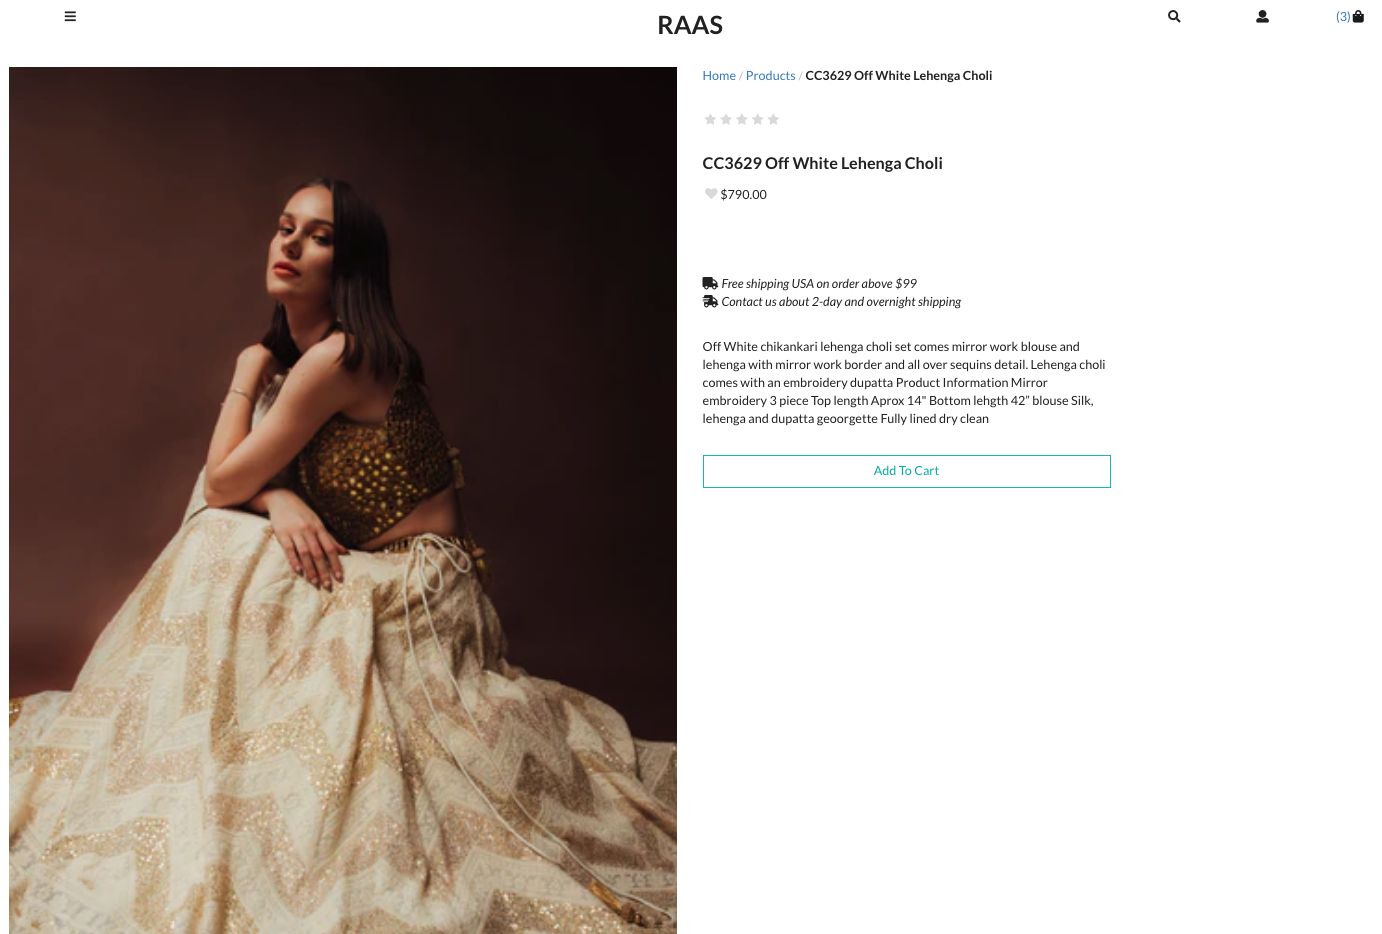 RAAS
(3)
Home / Products / CC3629 Off White Lehenga Choli
CC3629 Off White Lehenga Choli
$790.00
Free shipping USA on order above $99
Contact us about 2-day and overnight shipping
Off White chikankari lehenga choli set comes mirror work blouse and
lehenga with mirror work border and all over sequins detail. Lehenga choli
comes with an embroidery dupatta Product Information Mirror
embroidery 3 piece Top length Aprox 14" Bottom lehgth 42” blouse Silk,
lehenga and dupatta geoorgette Fully lined dry clean
Add To Cart